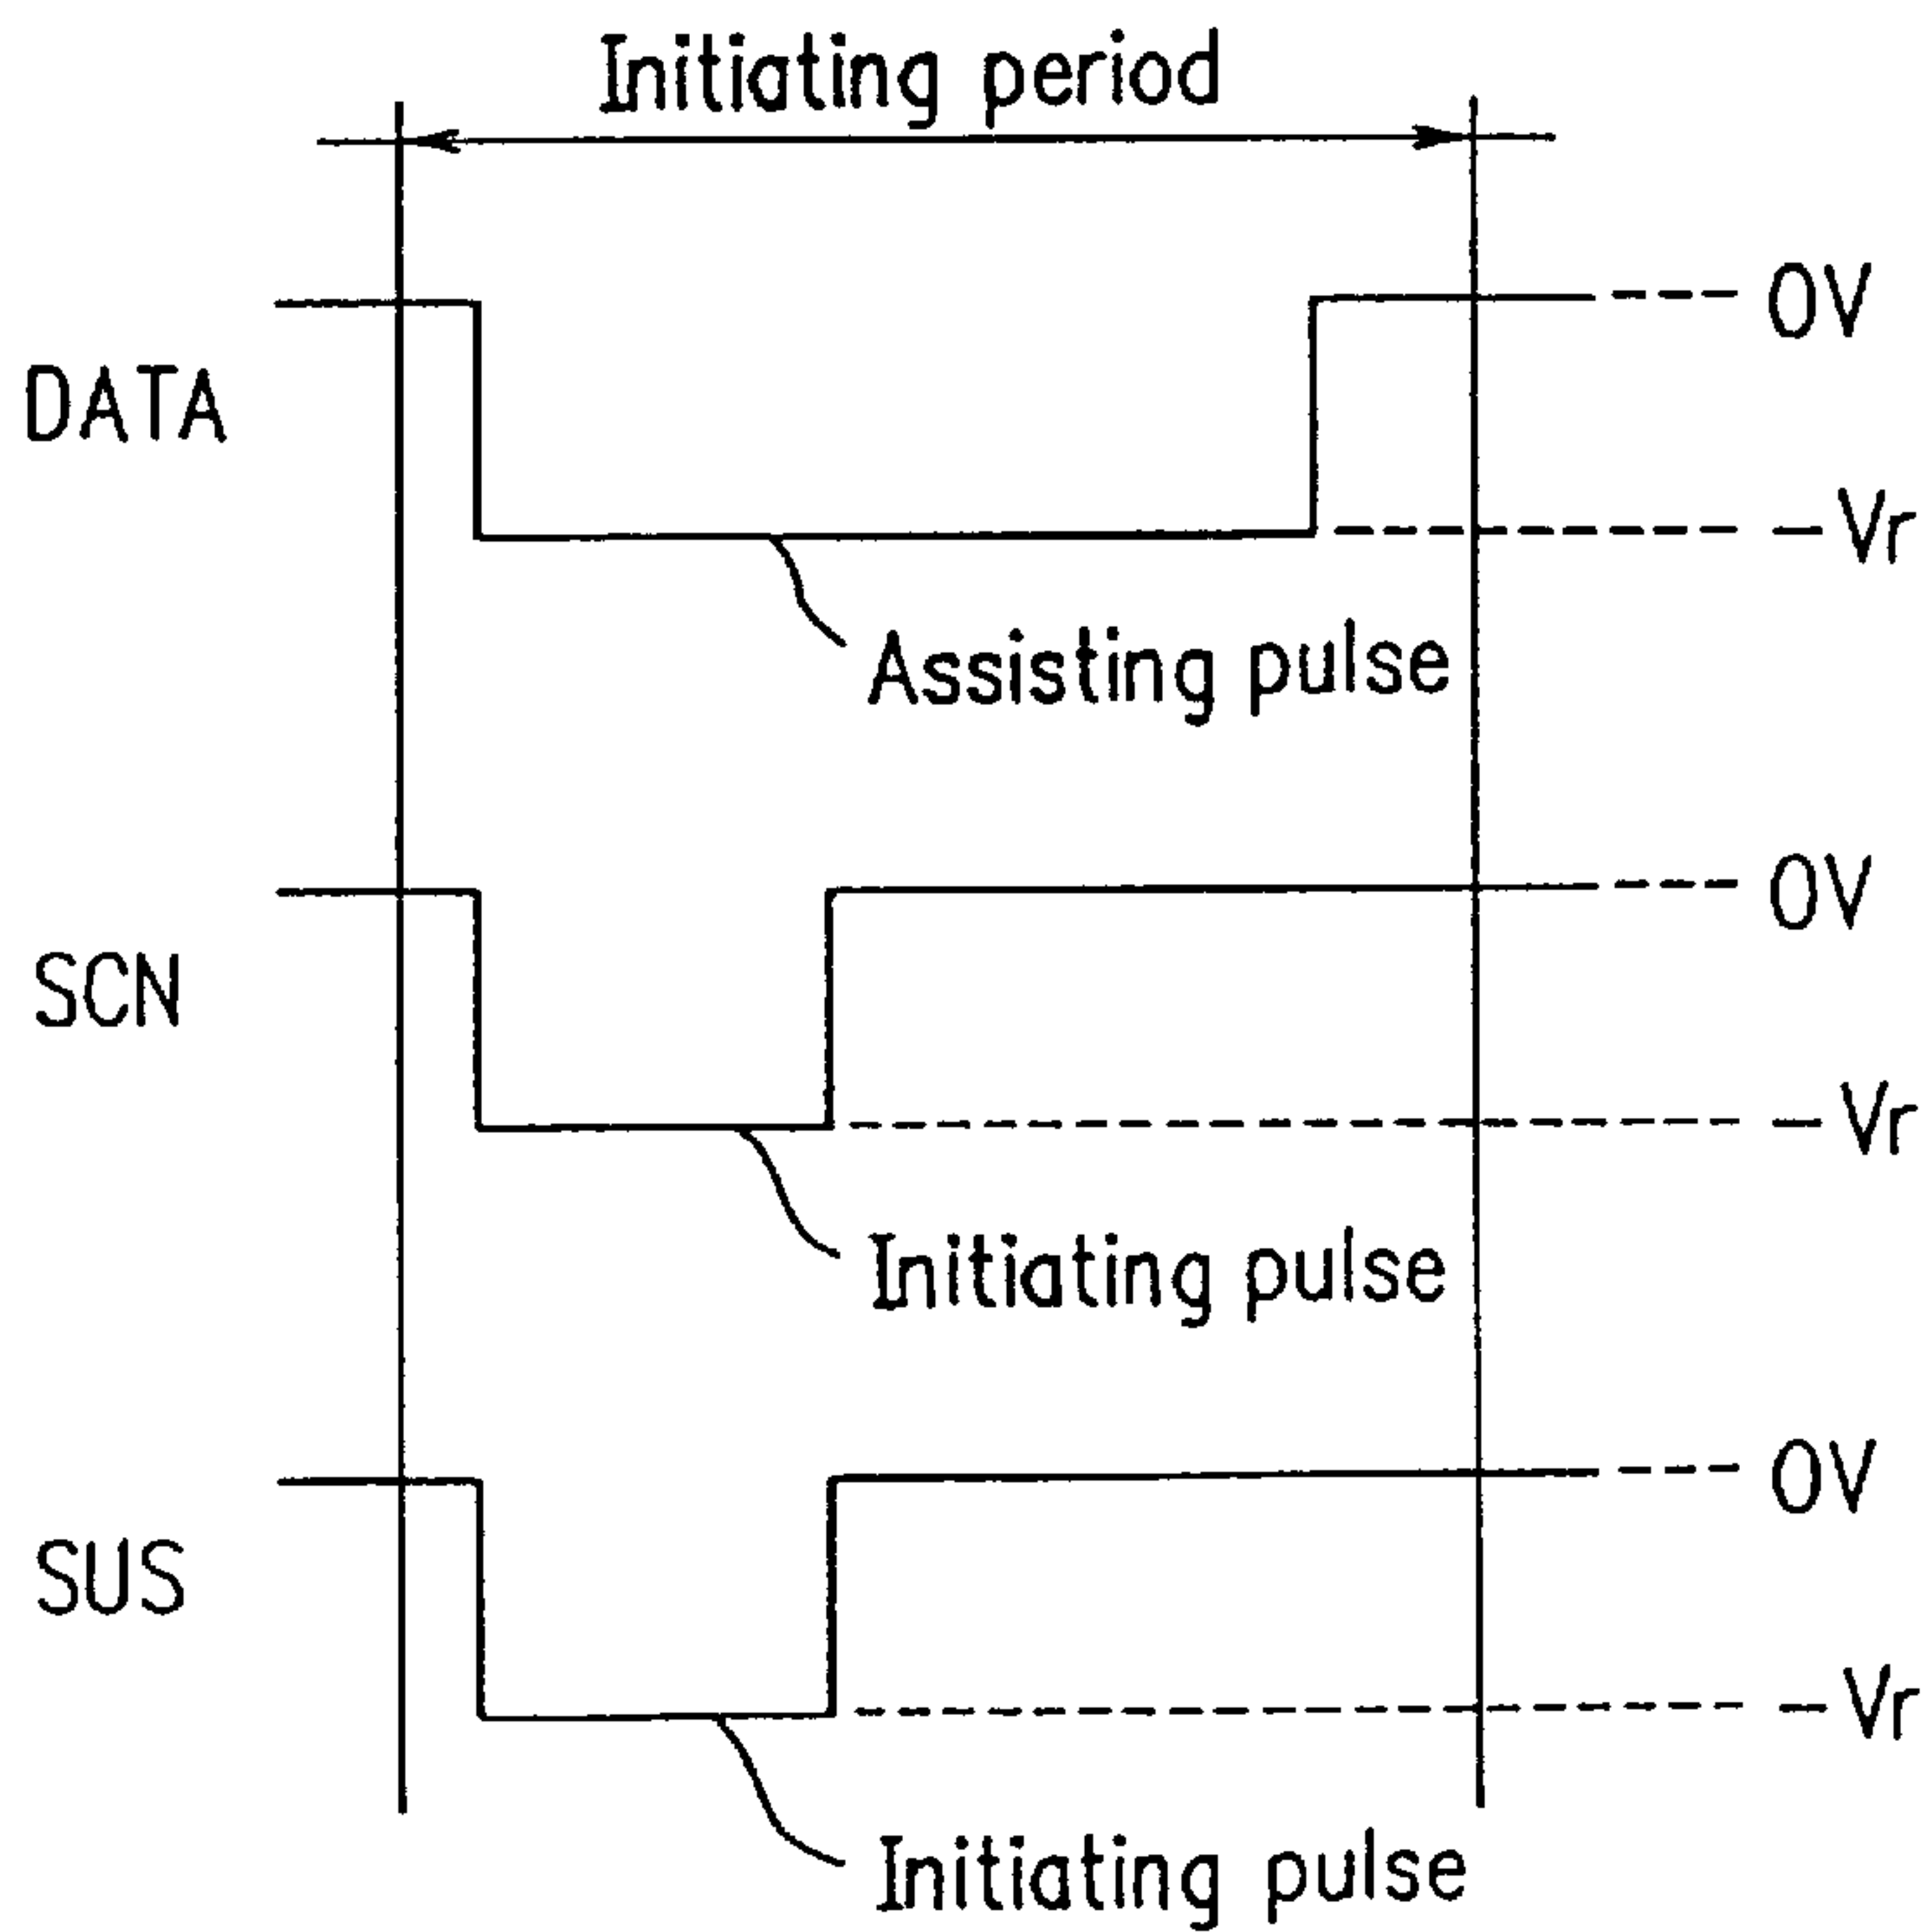 Initiating period
0V
DATA
-Vr
Assisting pulse
0V
SCN
-Vr
Initiating pulse
0V
SUS
-Vr
Initiating pulse